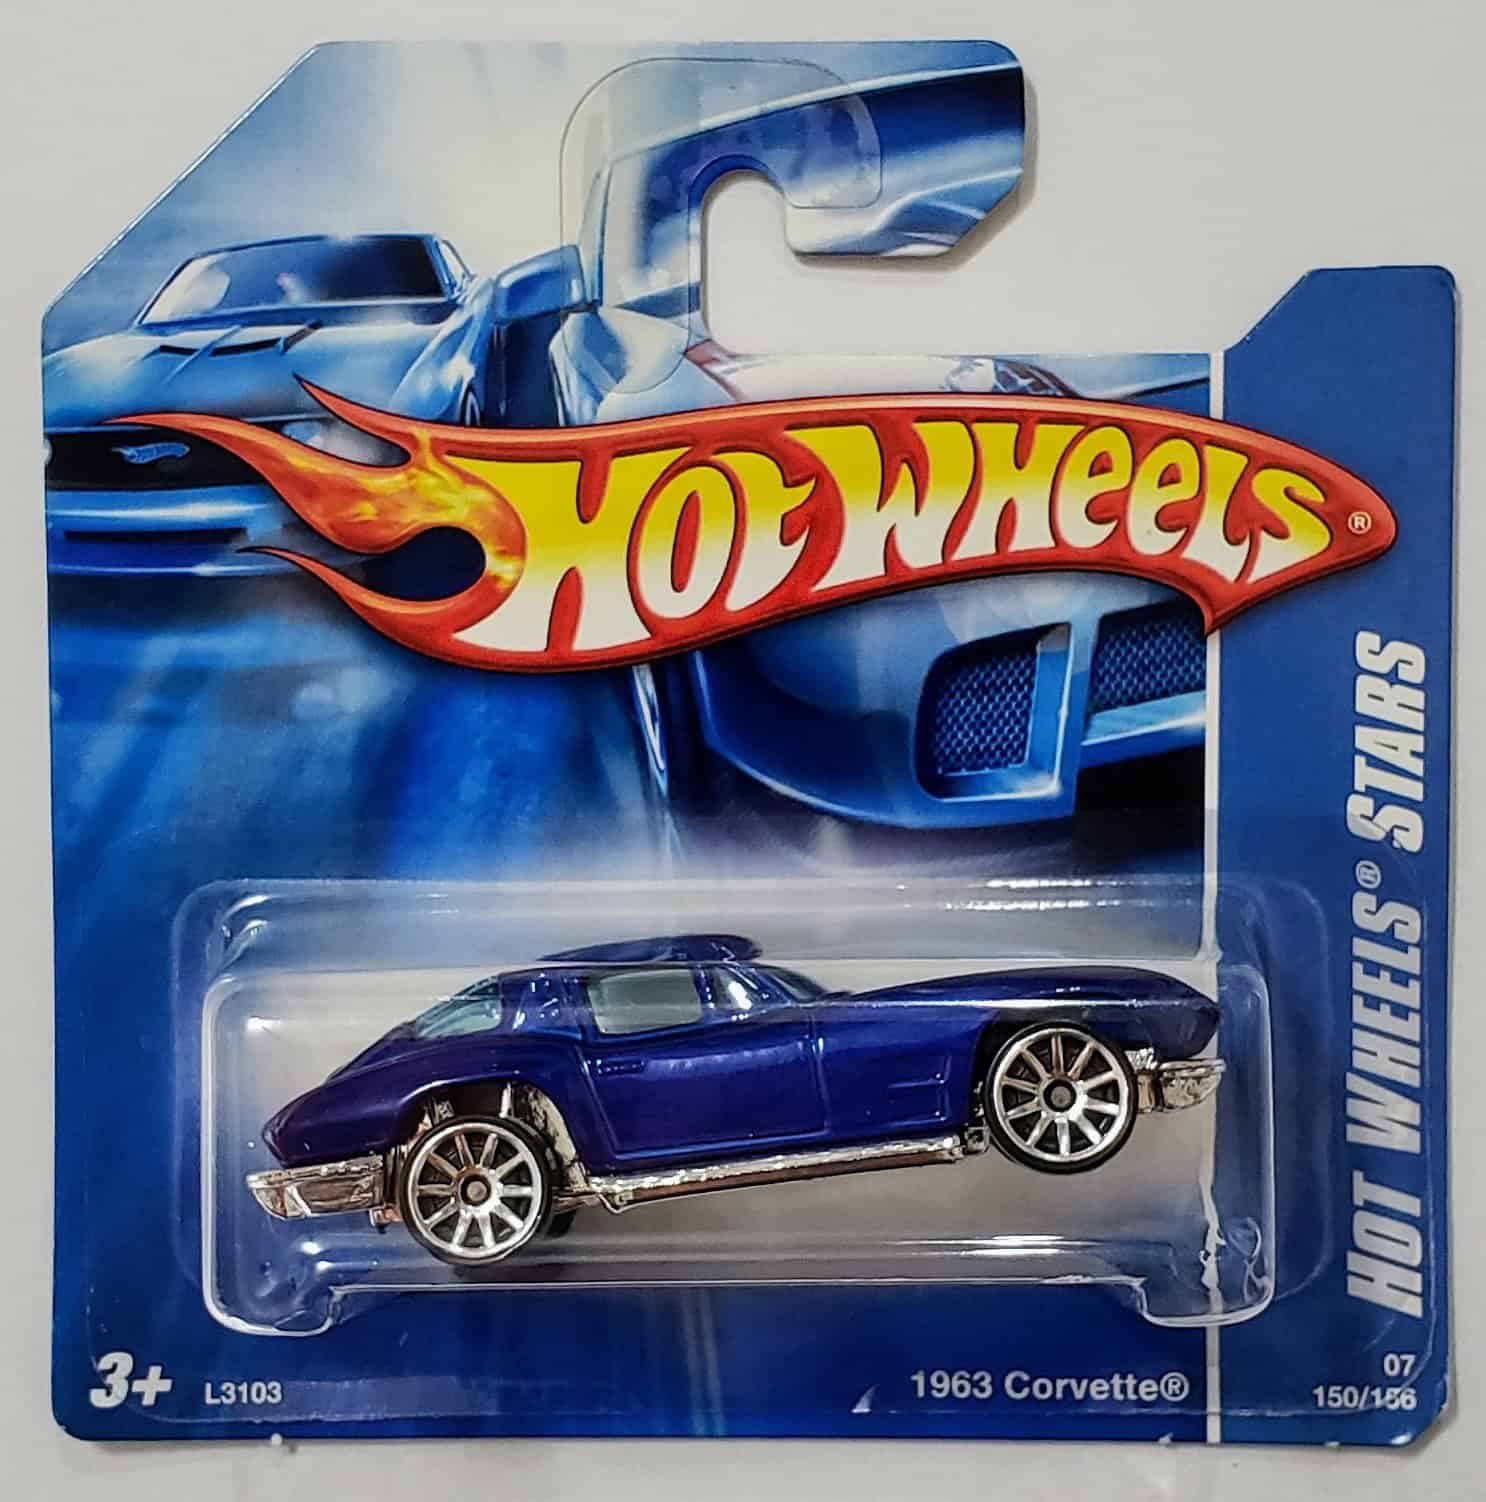 HOT WHEELS®
HOT WHEELS® STARS
3+
L3103
1963 Corvette®
07
150/156